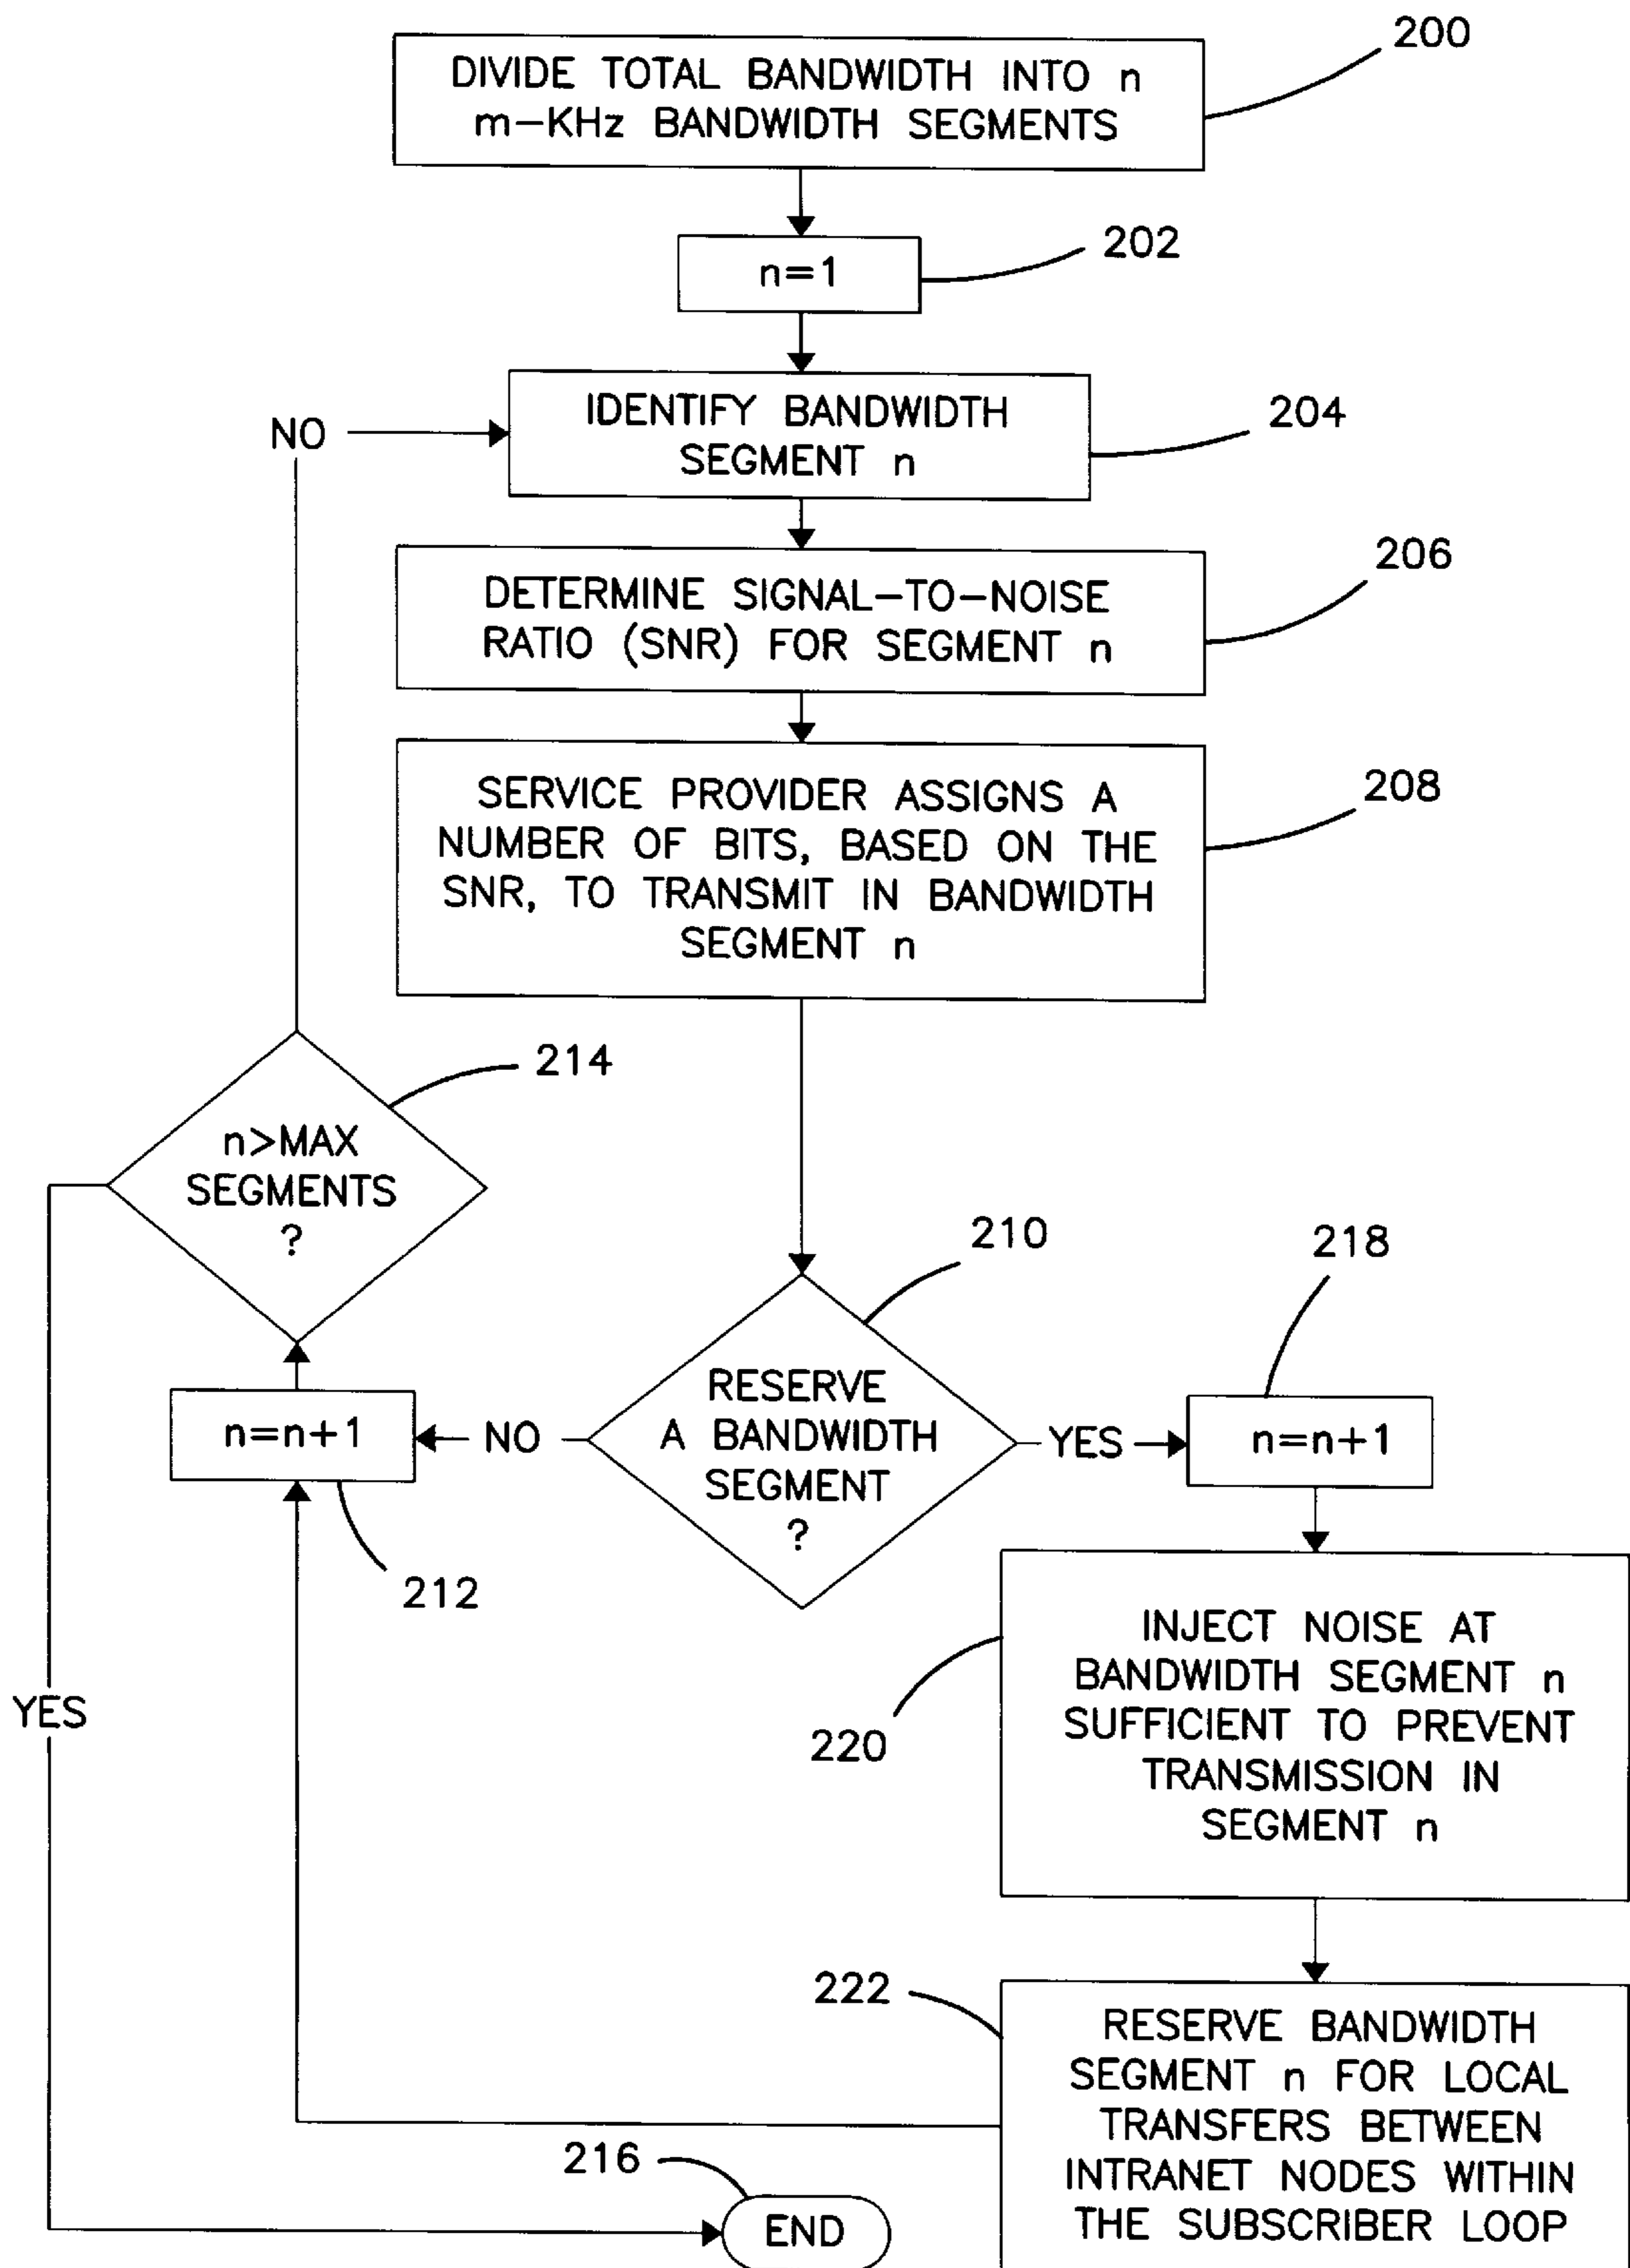 200
DIVIDE TOTAL BANDWIDTH INTO n
m-KHz BANDWIDTH SEGMENTS
202
n=1
NO
IDENTIFY BANDWIDTH
SEGMENT n
204
206
DETERMINE SIGNAL-TO-NOISE
RATIO (SNR) FOR SEGMENT n
208
SERVICE PROVIDER ASSIGNS A
NUMBER OF BITS, BASED ON THE
SNR, TO TRANSMIT IN BANDWIDTH
SEGMENT n
214
n>MAX
SEGMENTS
?
210
218
RESERVE
A BANDWIDTH
SEGMENT
?
n=n+1
NO
YES
n=n+1
212
YES
220
INJECT NOISE AT
BANDWIDTH SEGMENT n
SUFFICIENT TO PREVENT
TRANSMISSION IN
SEGMENT n
222
RESERVE BANDWIDTH
SEGMENT n FOR LOCAL
TRANSFERS BETWEEN
INTRANET NODES WITHIN
THE SUBSCRIBER LOOP
216
END